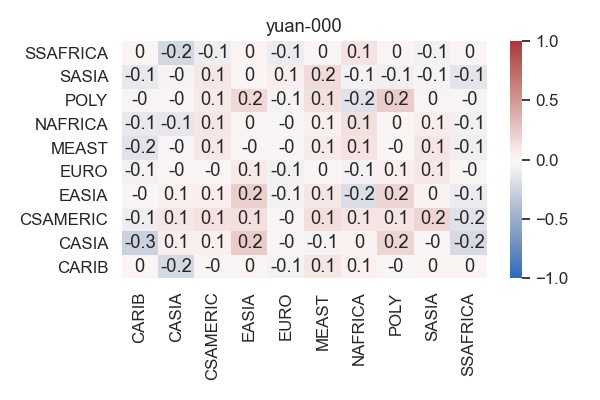 yuan-000
SSAFRICA 0 -0.2 -0.1 0 -0.1 0 0.1 0 -0.1 0
SASIA -0.1 -0 0.1 0 0.1 0.2 -0.1 -0.1 -0.1 -0.1
POLY -0 -0 0.1 0.2 -0.1 0.1 -0.2 0.2 0 -0
NAFRICA -0.1 -0.1 0.1 0 -0 0.1 0.1 0 0.1 -0.1
MEAST -0.2 -0 0.1 -0 -0 0.1 0.1 -0 0.1 -0.1
EURO -0.1 -0 -0 0.1 -0.1 0 -0.1 0.1 0.1 -0
EASIA -0 0.1 0.1 0.2 -0.1 0.1 -0.2 0.2 0 -0.1
CSAMERIC -0.1 0.1 0.1 0.1 -0 0.1 0.1 0.1 0.2 -0.2
CASIA -0.3 0.1 0.1 0.2 -0 -0.1 0 0.2 -0 -0.2
CARIB 0 -0.2 -0 0 -0.1 0.1 0.1 -0 0 0
CARIB CASIA CSAMERIC EASIA EURO MEAST NAFRICA POLY SASIA SSAFRICA
1.0
0.5
0.0
−0.5
−1.0